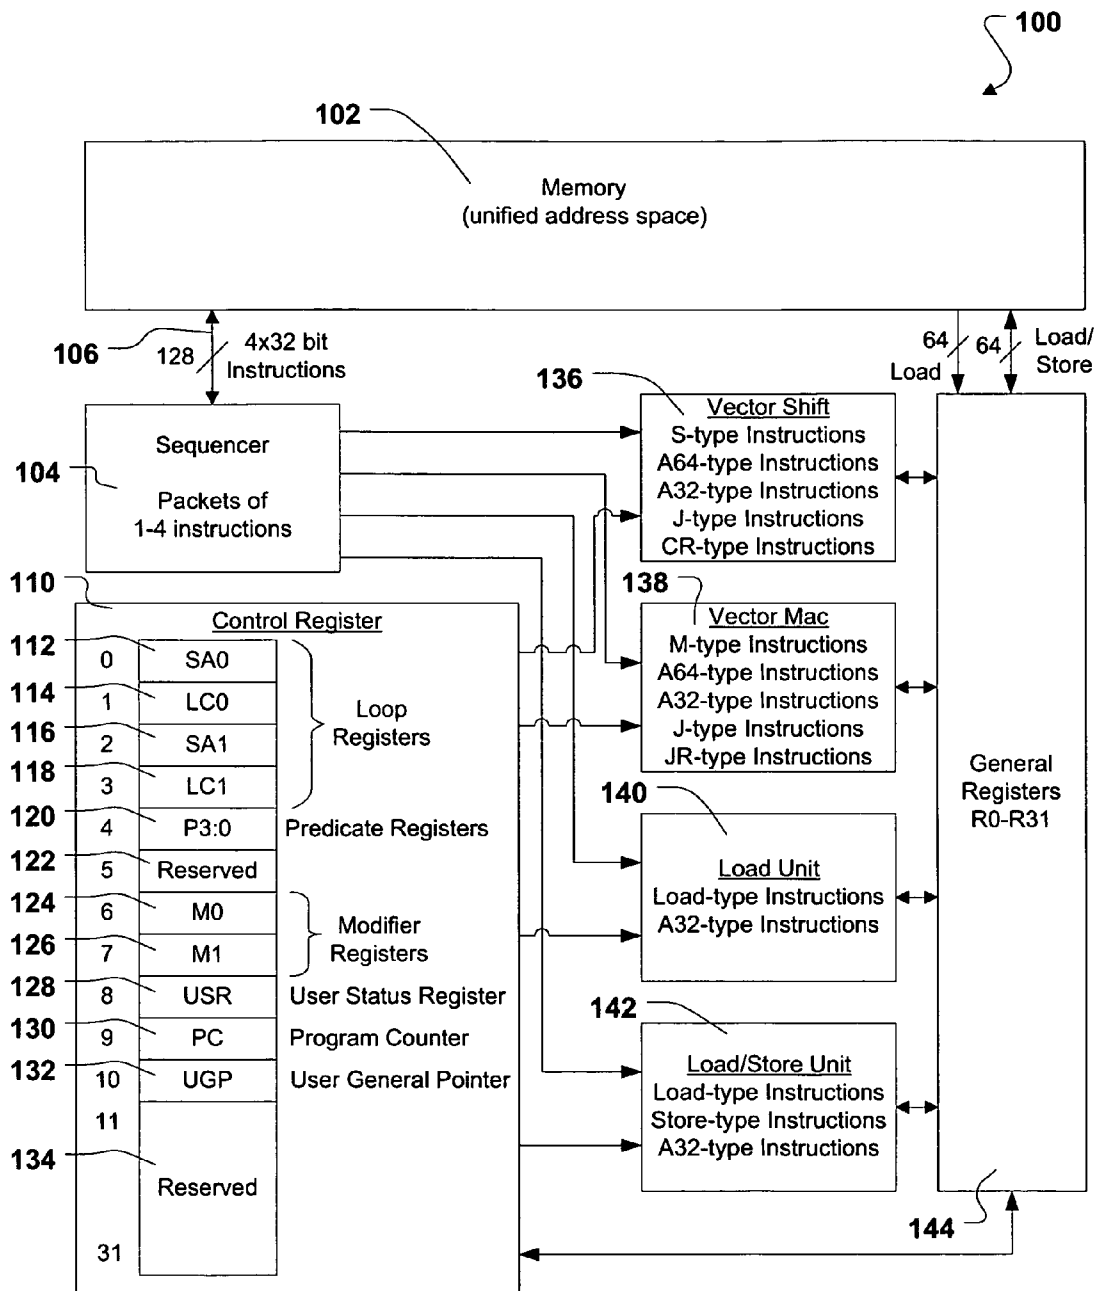 100
102
Memory
(unified address space)
106
128
4x32 bit
Instructions
64
Load
64
Load/
Store
104
Sequencer
Packets of
1-4 instructions
136
Vector Shift
S-type Instructions
A64-type Instructions
A32-type Instructions
J-type Instructions
CR-type Instructions
138
Vector Mac
M-type Instructions
A64-type Instructions
A32-type Instructions
J-type Instructions
JR-type Instructions
140
Load Unit
Load-type Instructions
A32-type Instructions
142
Load/Store Unit
Load-type Instructions
Store-type Instructions
A32-type Instructions
General
Registers
R0-R31
144
110
Control Register
112
0 SA0
114
1 LC0
116
2 SA1
118
3 LC1
Loop
Registers
120
4 P3:0 Predicate Registers
122
5 Reserved
124
6 M0
126
7 M1
Modifier
Registers
128
8 USR User Status Register
130
9 PC Program Counter
132
10 UGP User General Pointer
11
134
Reserved
31